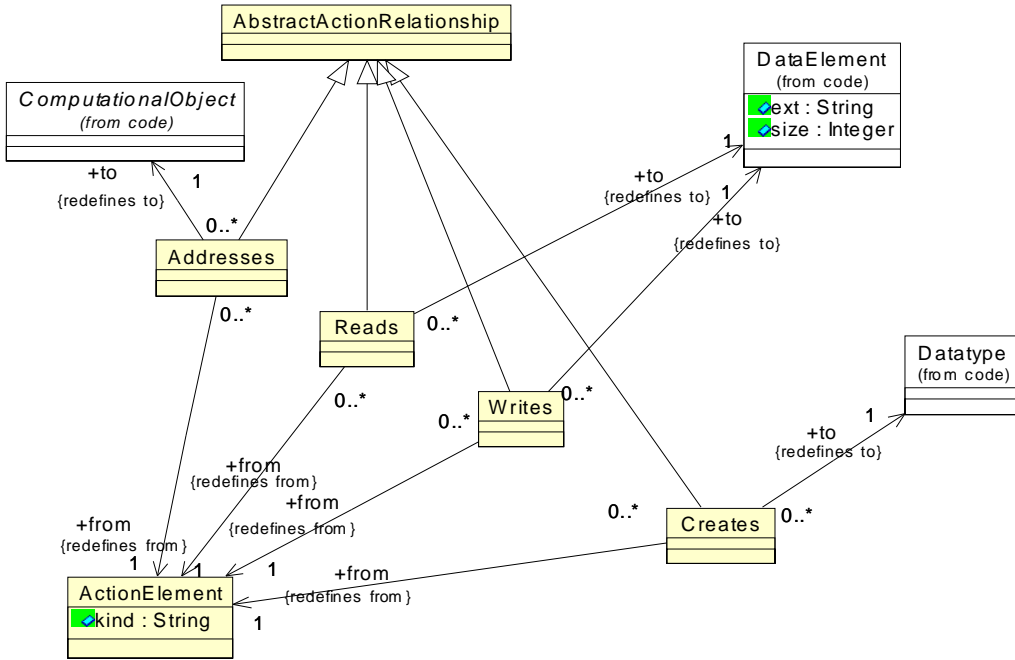 AbstractActionRelationship
DataElement
(from code)
ext : String
size : Integer
ComputationalObject
(from code)
+to
1
{redefines to}
0..*
1
+to
{redefines to}
1
+to
{redefines to}
Addresses
0..*
Reads
0..*
0..*
Datatype
(from code)
Writes
0..*
0..*
1
+to
{redefines to}
+from
{redefines from}
+from
{redefines from}
+from
{redefines from}
0..*
Creates
0..*
1
1
1
+from
{redefines from}
1
ActionElement
kind : String